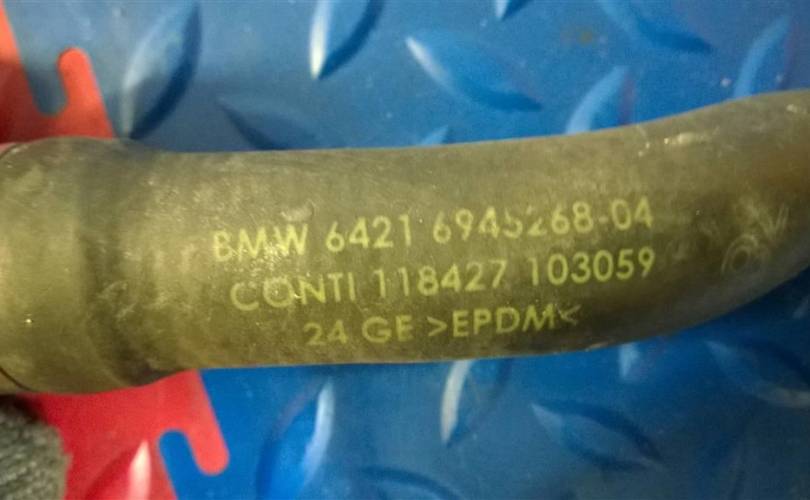 BMW 6421 6945268-04
CONTI 118427 103059
24 GE >EPDM<